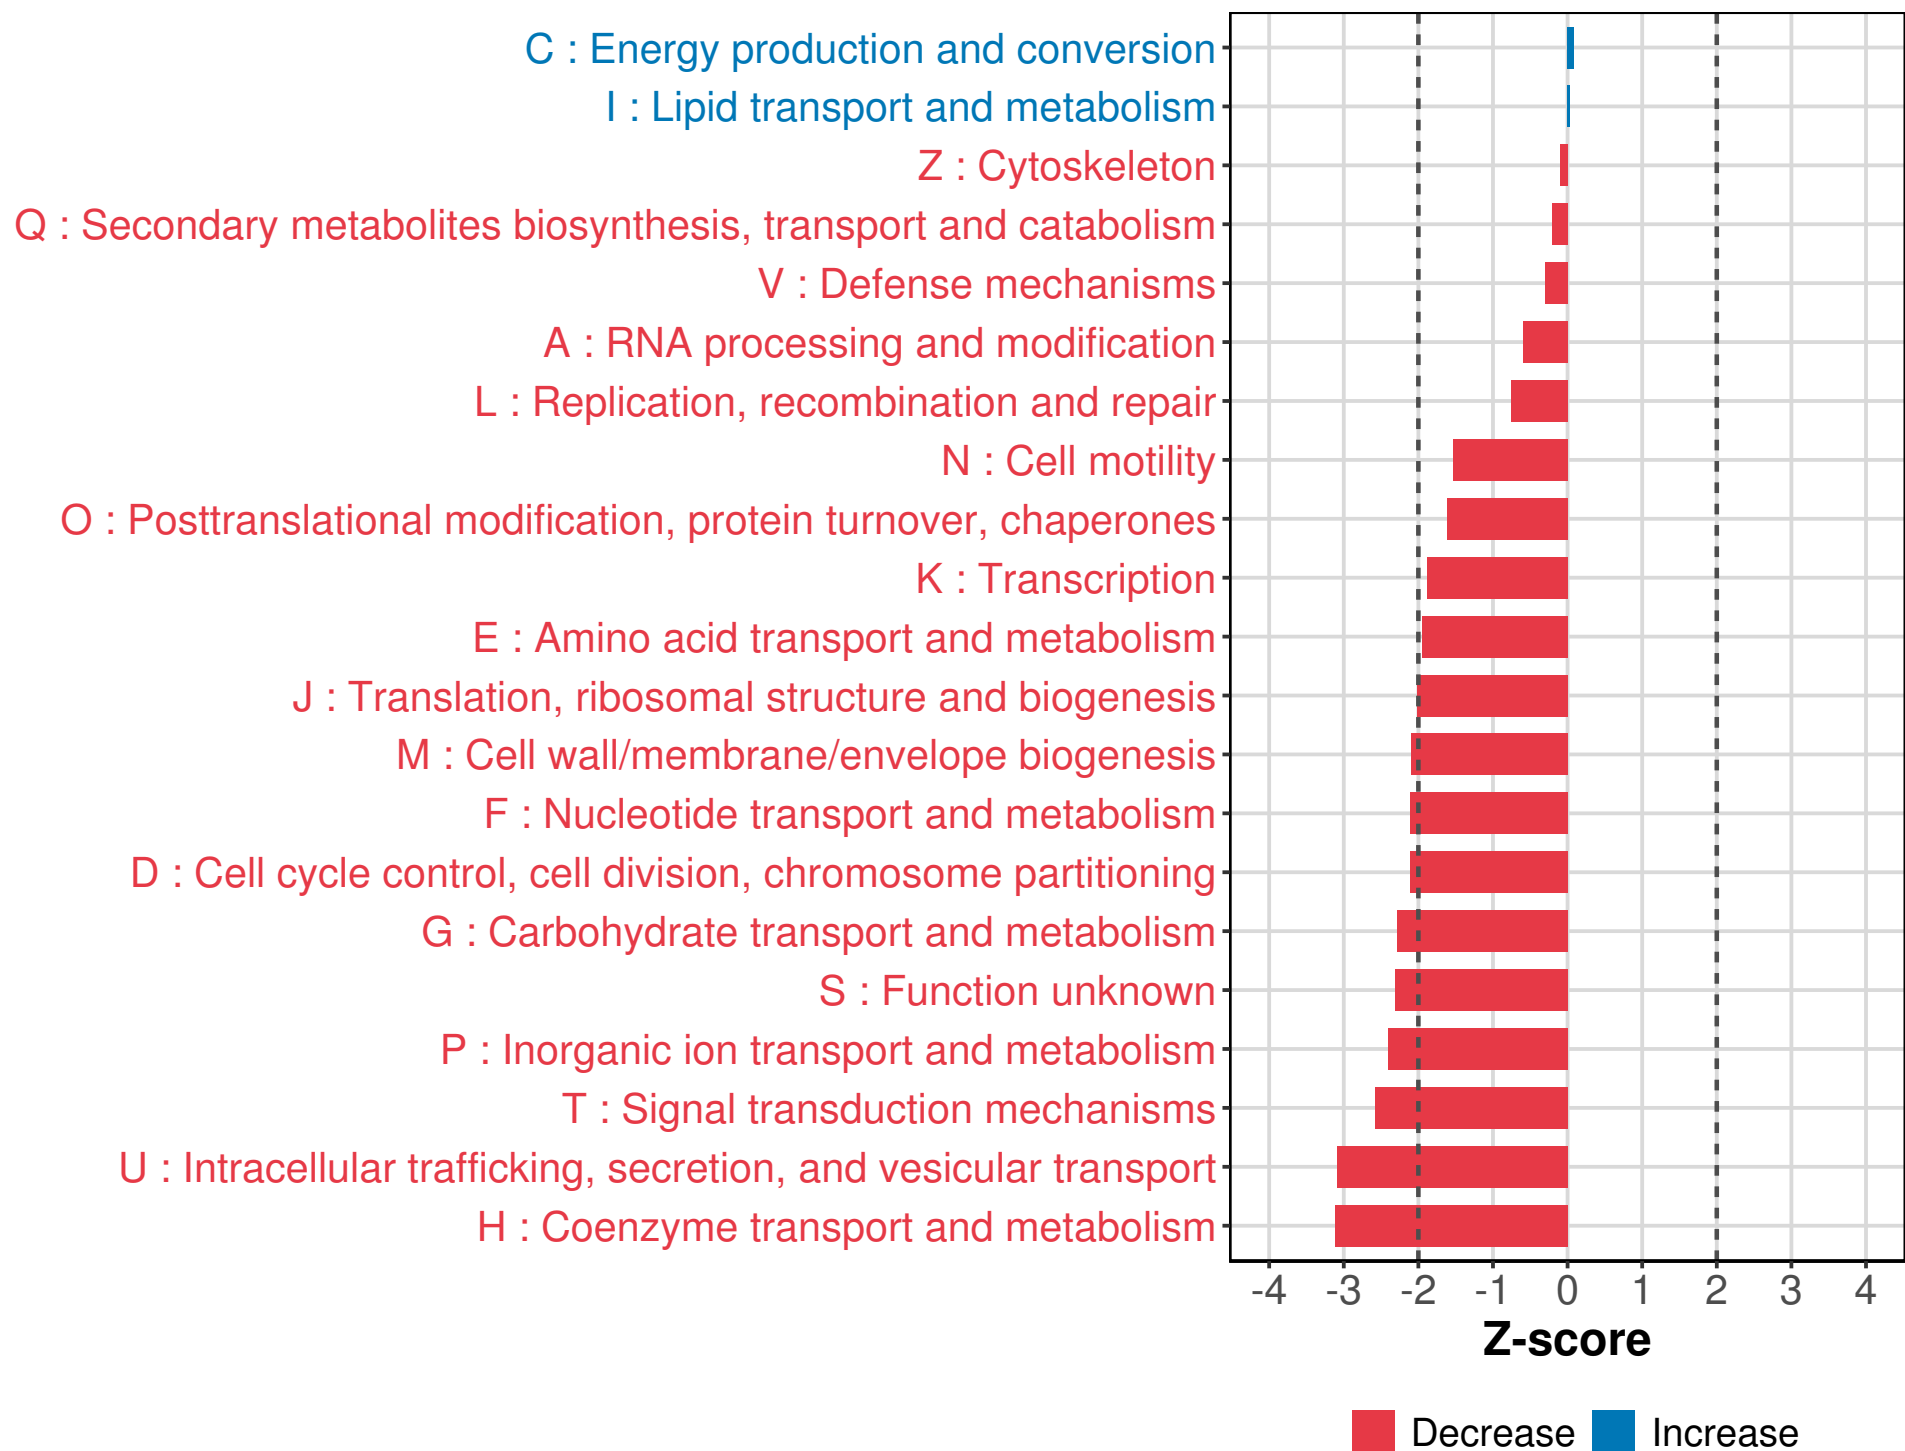 C : Energy production and conversion
I : Lipid transport and metabolism
Z : Cytoskeleton
Q : Secondary metabolites biosynthesis, transport and catabolism
V : Defense mechanisms
A : RNA processing and modification
L : Replication, recombination and repair
N : Cell motility
O : Posttranslational modification, protein turnover, chaperones
K : Transcription
E : Amino acid transport and metabolism
J : Translation, ribosomal structure and biogenesis
M : Cell wall/membrane/envelope biogenesis
F : Nucleotide transport and metabolism
D : Cell cycle control, cell division, chromosome partitioning
G : Carbohydrate transport and metabolism
S : Function unknown
P : Inorganic ion transport and metabolism
T : Signal transduction mechanisms
U : Intracellular trafficking, secretion, and vesicular transport
H : Coenzyme transport and metabolism
-4 -3 -2 -1 0 1 2 3 4
Z-score
Decrease Increase